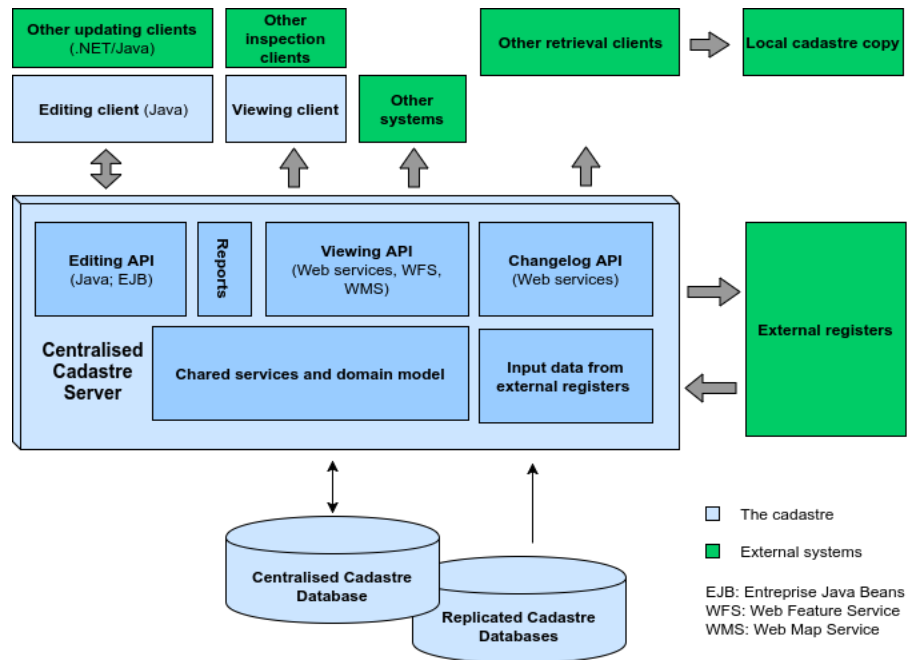 Other updating clients
(.NET/Java)
Other
inspection
clients
Other retrieval clients
Local cadastre copy
Editing client (Java)
Viewing client
Other
systems
Editing API
(Java; EJB)
Reports
Viewing API
(Web services, WFS,
WMS)
Changelog API
(Web services)
External registers
Centralised
Cadastre
Server
Chared services and domain model
Input data from
external registers
Centralised Cadastre
Database
Replicated Cadastre
Databases
The cadastre
External systems
EJB: Entreprise Java Beans
WFS: Web Feature Service
WMS: Web Map Service